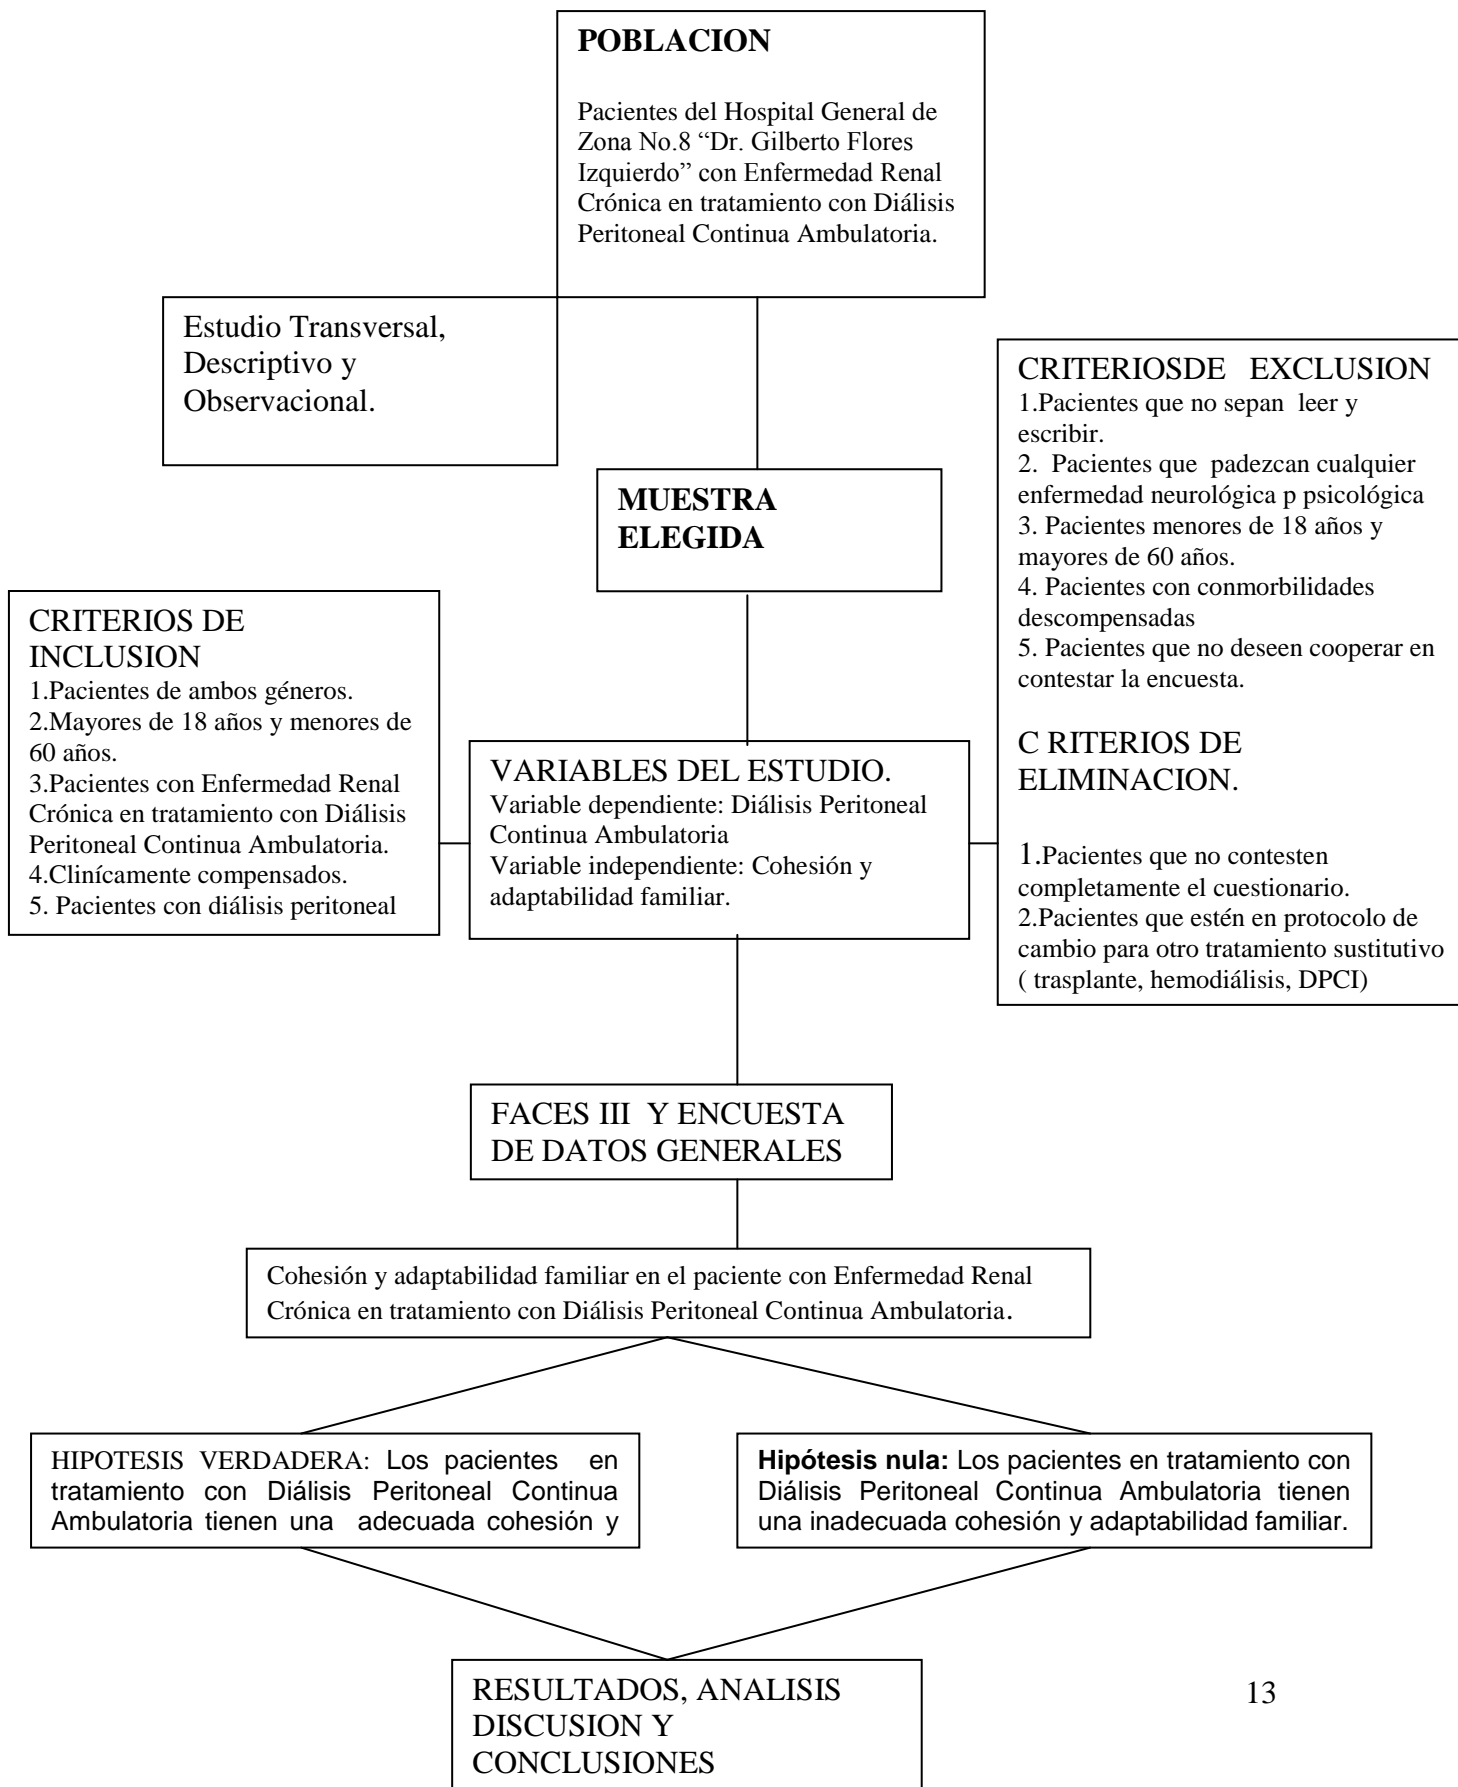 POBLACION
Pacientes del Hospital General de
Zona No.8 “Dr. Gilberto Flores
Izquierdo” con Enfermedad Renal
Crónica en tratamiento con Diálisis
Peritoneal Continua Ambulatoria.
Estudio Transversal,
Descriptivo y
Observacional.
MUESTRA
ELEGIDA
CRITERIOSDE EXCLUSION
1.Pacientes que no sepan leer y
escribir.
2. Pacientes que padezcan cualquier
enfermedad neurológica p psicológica
3. Pacientes menores de 18 años y
mayores de 60 años.
4. Pacientes con conmorbilidades
descompensadas
5. Pacientes que no deseen cooperar en
contestar la encuesta.
C RITERIOS DE
ELIMINACION.
1.Pacientes que no contesten
completamente el cuestionario.
2.Pacientes que estén en protocolo de
cambio para otro tratamiento sustitutivo
( trasplante, hemodiálisis, DPCI)
CRITERIOS DE
INCLUSION
1.Pacientes de ambos géneros.
2.Mayores de 18 años y menores de
60 años.
3.Pacientes con Enfermedad Renal
Crónica en tratamiento con Diálisis
Peritoneal Continua Ambulatoria.
4.Clinícamente compensados.
5. Pacientes con diálisis peritoneal
VARIABLES DEL ESTUDIO.
Variable dependiente: Diálisis Peritoneal
Continua Ambulatoria
Variable independiente: Cohesión y
adaptabilidad familiar.
FACES III Y ENCUESTA
DE DATOS GENERALES
Cohesión y adaptabilidad familiar en el paciente con Enfermedad Renal
Crónica en tratamiento con Diálisis Peritoneal Continua Ambulatoria.
HIPOTESIS VERDADERA: Los pacientes en
tratamiento con Diálisis Peritoneal Continua
Ambulatoria tienen una adecuada cohesión y
Hipótesis nula: Los pacientes en tratamiento con
Diálisis Peritoneal Continua Ambulatoria tienen
una inadecuada cohesión y adaptabilidad familiar.
RESULTADOS, ANALISIS
DISCUSION Y
CONCLUSIONES
13